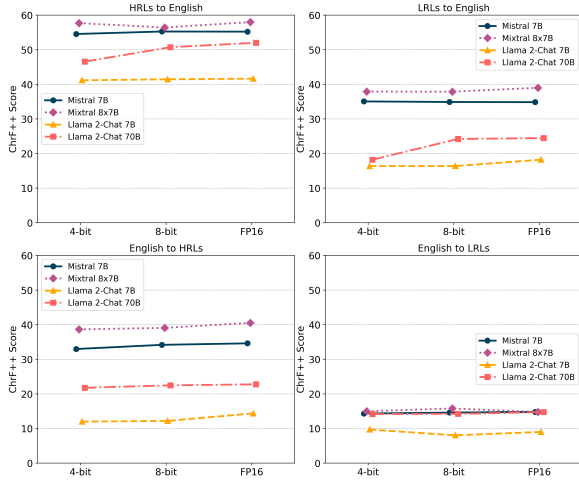 HRLs to English
60
50
40
30
20
10
0
ChrF++ Score
4-bit
8-bit
FP16
Mistral 7B
Mixtral 8x7B
Llama 2-Chat 7B
Llama 2-Chat 70B
LRLs to English
60
50
40
30
20
10
0
ChrF++ Score
4-bit
8-bit
FP16
Mistral 7B
Mixtral 8x7B
Llama 2-Chat 7B
Llama 2-Chat 70B
English to HRLs
60
50
40
30
20
10
0
ChrF++ Score
4-bit
8-bit
FP16
Mistral 7B
Mixtral 8x7B
Llama 2-Chat 7B
Llama 2-Chat 70B
English to LRLs
60
50
40
30
20
10
0
ChrF++ Score
4-bit
8-bit
FP16
Mistral 7B
Mixtral 8x7B
Llama 2-Chat 7B
Llama 2-Chat 70B